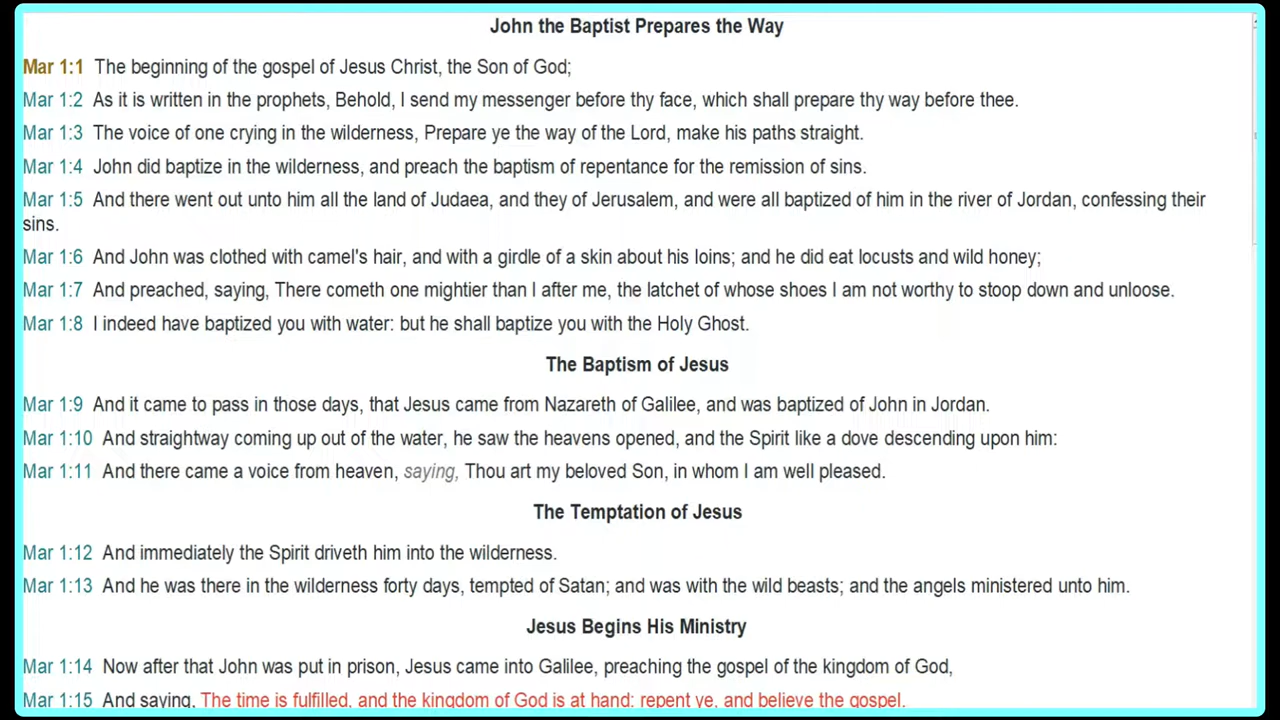 John the Baptist Prepares the Way
Mar 1:1 The beginning of the gospel of Jesus Christ, the Son of God;
Mar 1:2 As it is written in the prophets, Behold, I send my messenger before thy face, which shall prepare thy way before thee.
Mar 1:3 The voice of one crying in the wilderness, Prepare ye the way of the Lord, make his paths straight.
Mar 1:4 John did baptize in the wilderness, and preach the baptism of repentance for the remission of sins.
Mar 1:5 And there went out unto him all the land of Judaea, and they of Jerusalem, and were all baptized of him in the river of Jordan, confessing their
sins.
Mar 1:6 And John was clothed with camel's hair, and with a girdle of a skin about his loins; and he did eat locusts and wild honey;
Mar 1:7 And preached, saying, There cometh one mightier than I after me, the latchet of whose shoes I am not worthy to stoop down and unloose.
Mar 1:8 I indeed have baptized you with water: but he shall baptize you with the Holy Ghost.
The Baptism of Jesus
Mar 1:9 And it came to pass in those days, that Jesus came from Nazareth of Galilee, and was baptized of John in Jordan.
Mar 1:10 And straightway coming up out of the water, he saw the heavens opened, and the Spirit like a dove descending upon him:
Mar 1:11 And there came a voice from heaven, saying, Thou art my beloved Son, in whom I am well pleased.
The Temptation of Jesus
Mar 1:12 And immediately the Spirit driveth him into the wilderness.
Mar 1:13 And he was there in the wilderness forty days, tempted of Satan; and was with the wild beasts; and the angels ministered unto him.
Jesus Begins His Ministry
Mar 1:14 Now after that John was put in prison, Jesus came into Galilee, preaching the gospel of the kingdom of God,
Mar 1:15 And saying, The time is fulfilled, and the kingdom of God is at hand: repent ye, and believe the gospel.